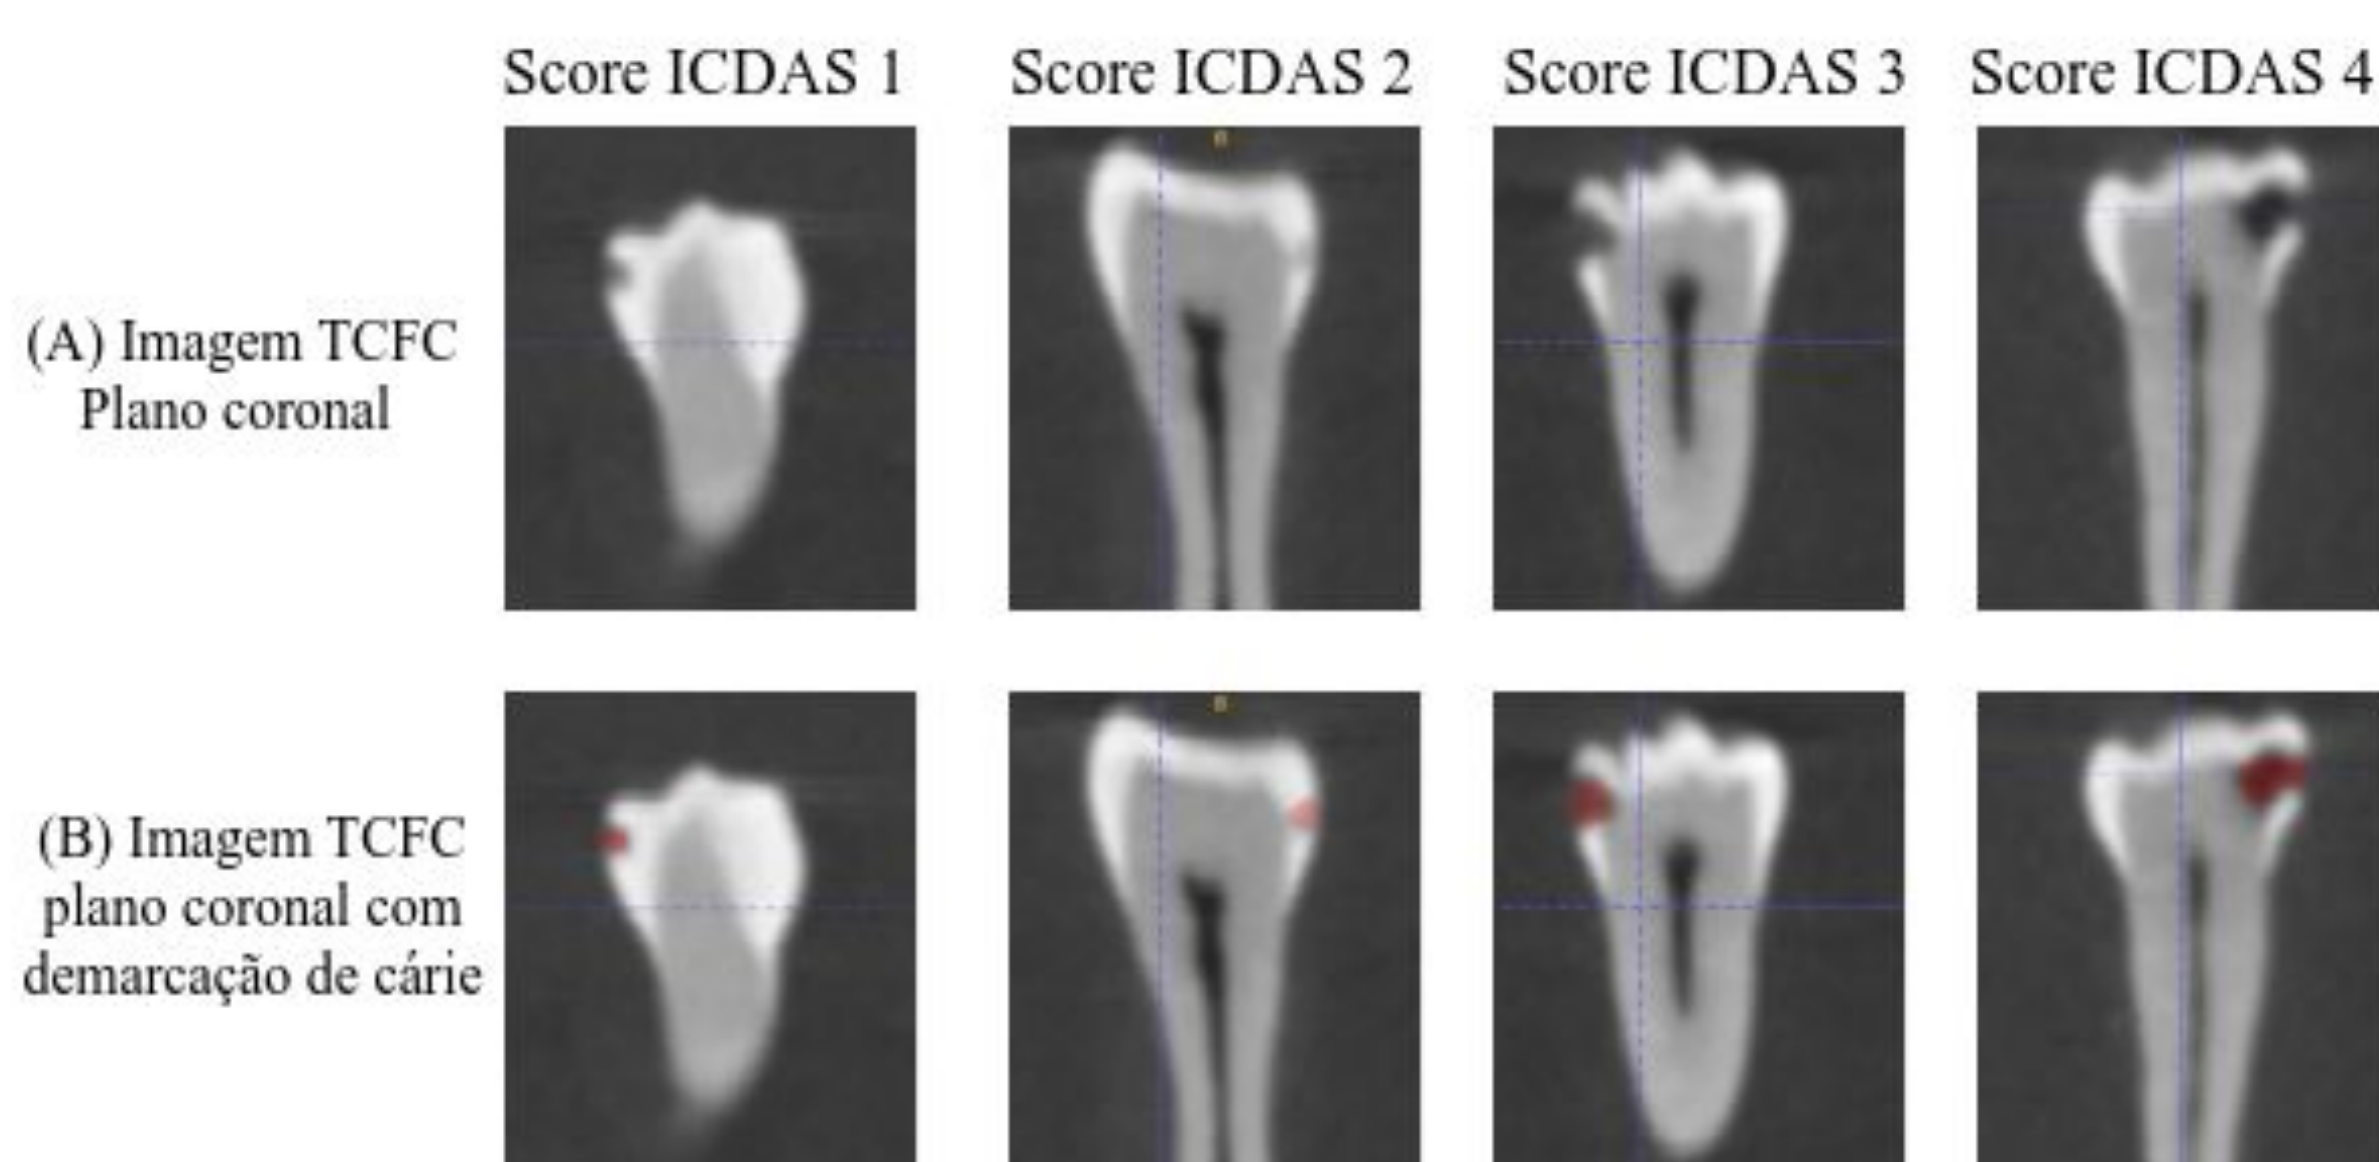 Score ICDAS 1
Score ICDAS 2
Score ICDAS 3
Score ICDAS 4
(A) Imagem TCFC
Plano coronal
(B) Imagem TCFC
plano coronal com
demarcação de cárie